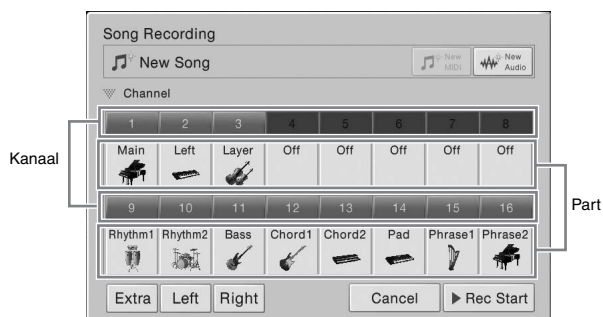 Song Recording
New Song
New MIDI
New Audio
Channel
1 2 3 4 5 6 7 8
Kanaal
Main Left Layer Off Off Off Off Off
Part
9 10 11 12 13 14 15 16
Rhythm1 Rhythm2 Bass Chord1 Chord2 Pad Phrase1 Phrase2
Extra Left Right Cancel Rec Start